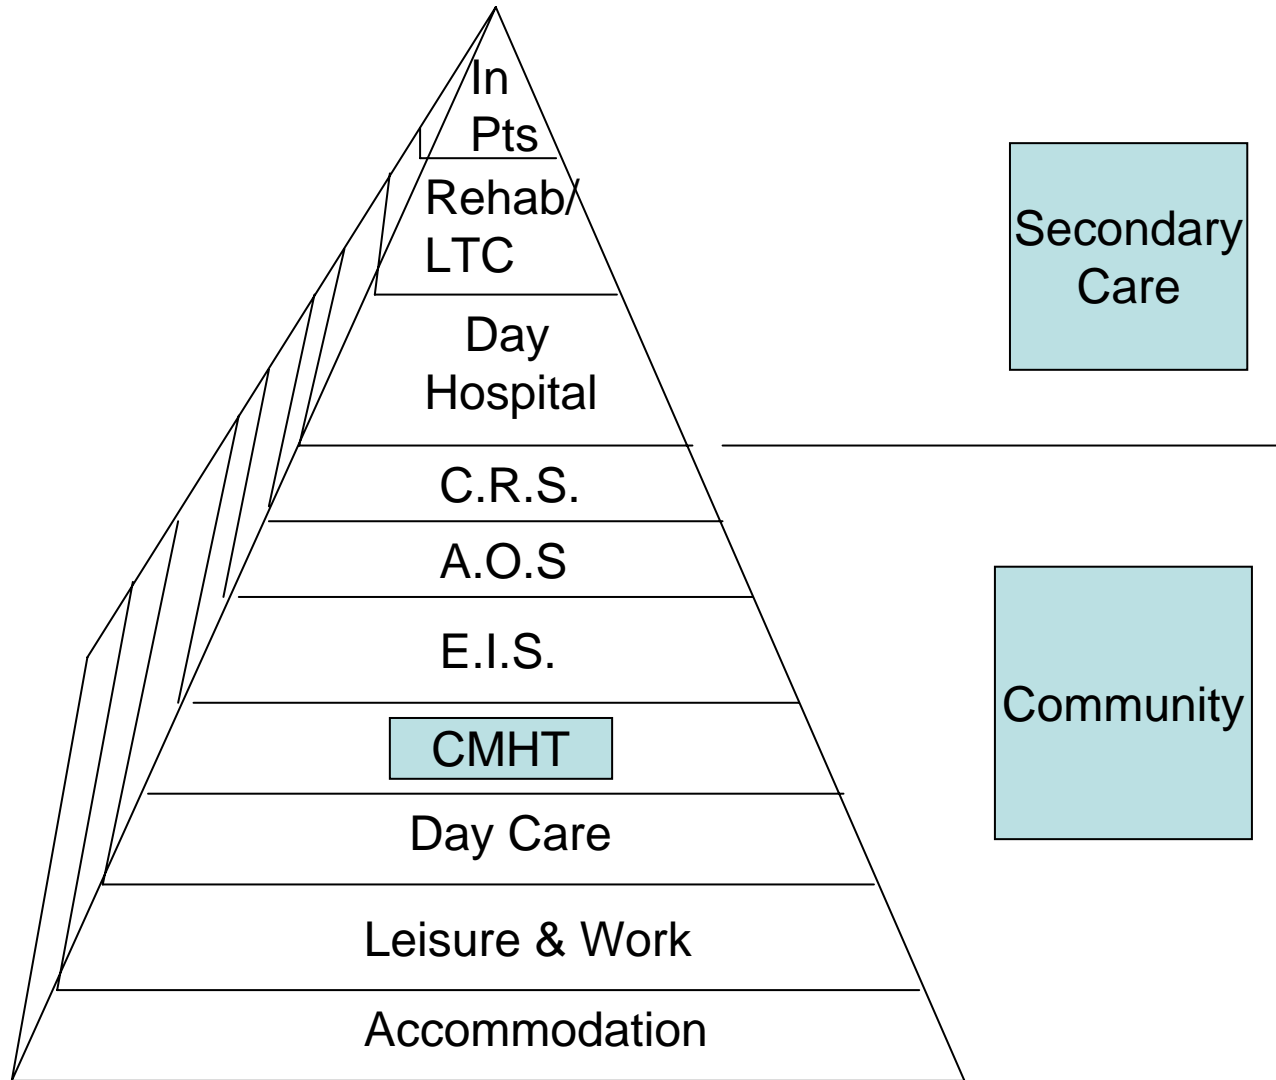 In
Pts
Rehab/
LTC
Day
Hospital
C.R.S.
A.O.S
E.I.S.
CMHT
Day Care
Leisure & Work
Accommodation
Secondary
Care
Community